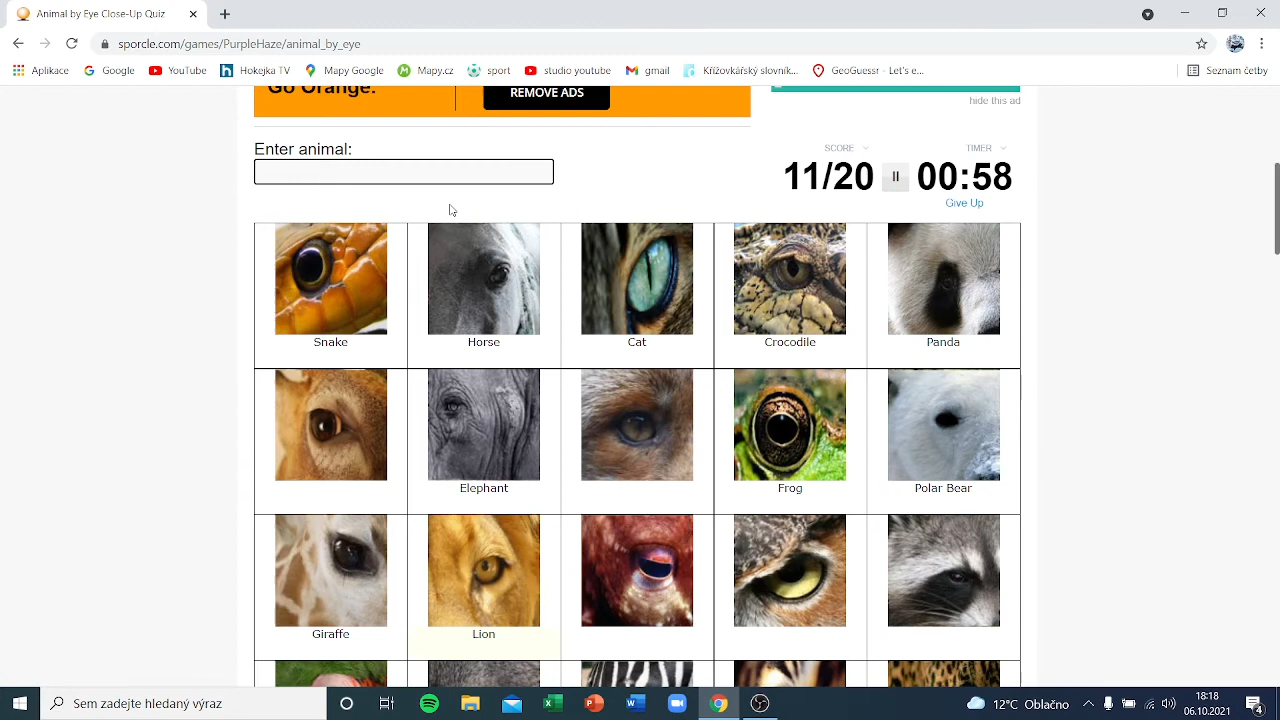 Animal by Eye Close-Up Quiz
sporcle.com/games/Purple_Parrot/animal_by_eye
Aplikace Google YouTube Hokejka TV Mapy Google Mapy.cz sport studio youtube gmail Křížovkářský slovník... GeoGuessr - Let's e... Seznam četby
Go Orange.
REMOVE ADS
hide this ad
Enter animal:
SCORE TIMER
11/20 00:58
Give Up
Snake Horse Cat Crocodile Panda
Elephant Frog Polar Bear
Giraffe Lion
Sem zadejte hledaný výraz
12°C Oblačno
18:18
06.10.2021